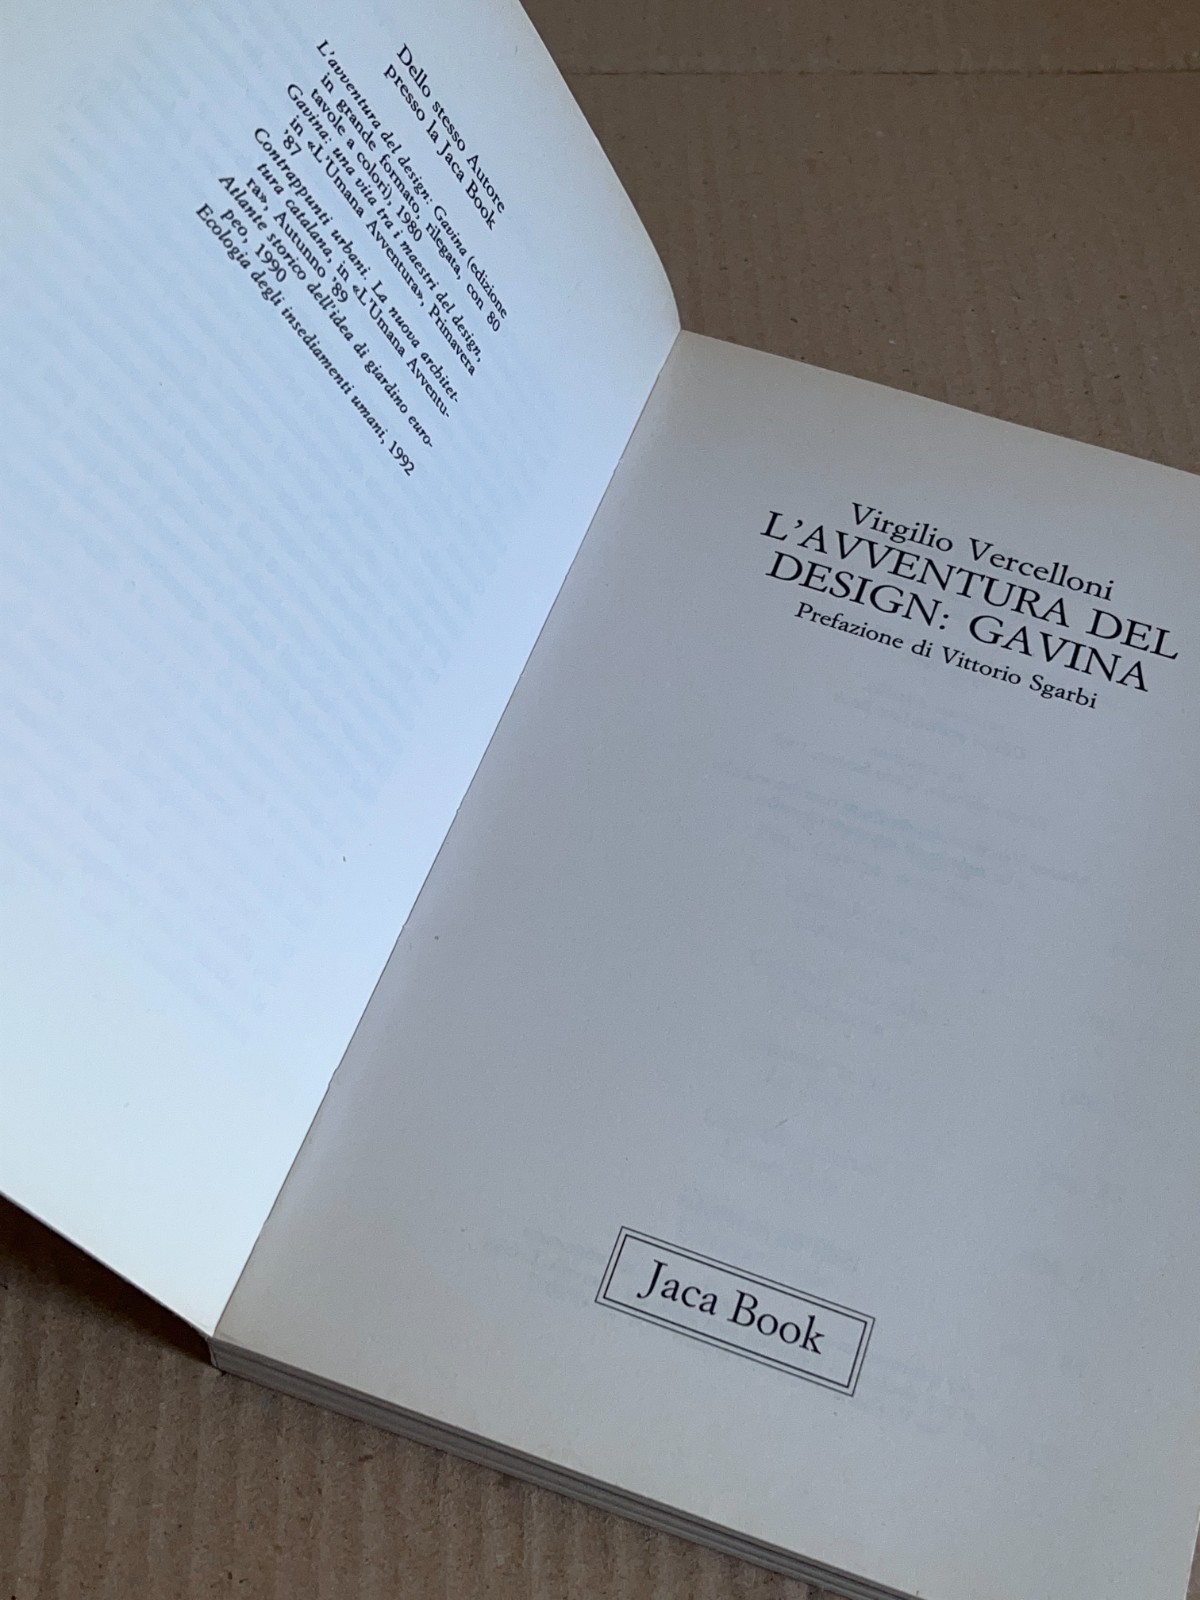 Dello stesso Autore
presso la Jaca Book
L'avventura del design: Gavina (edizione
in grande formato, rilegata, con 80
tavole a colori), 1980
Gavina: una vita tra i maestri del design,
in «L'Umana Avventura», Primavera
'87
Contrappunti urbani. La nuova architet-
tura catalana, in «L'Umana Avventu-
ra», Autunno '89
Atlante storico dell'idea di giardino euro-
peo, 1990
Ecologia degli insediamenti umani, 1992
Virgilio Vercelloni
L'AVVENTURA DEL
DESIGN: GAVINA
Prefazione di Vittorio Sgarbi
Jaca Book